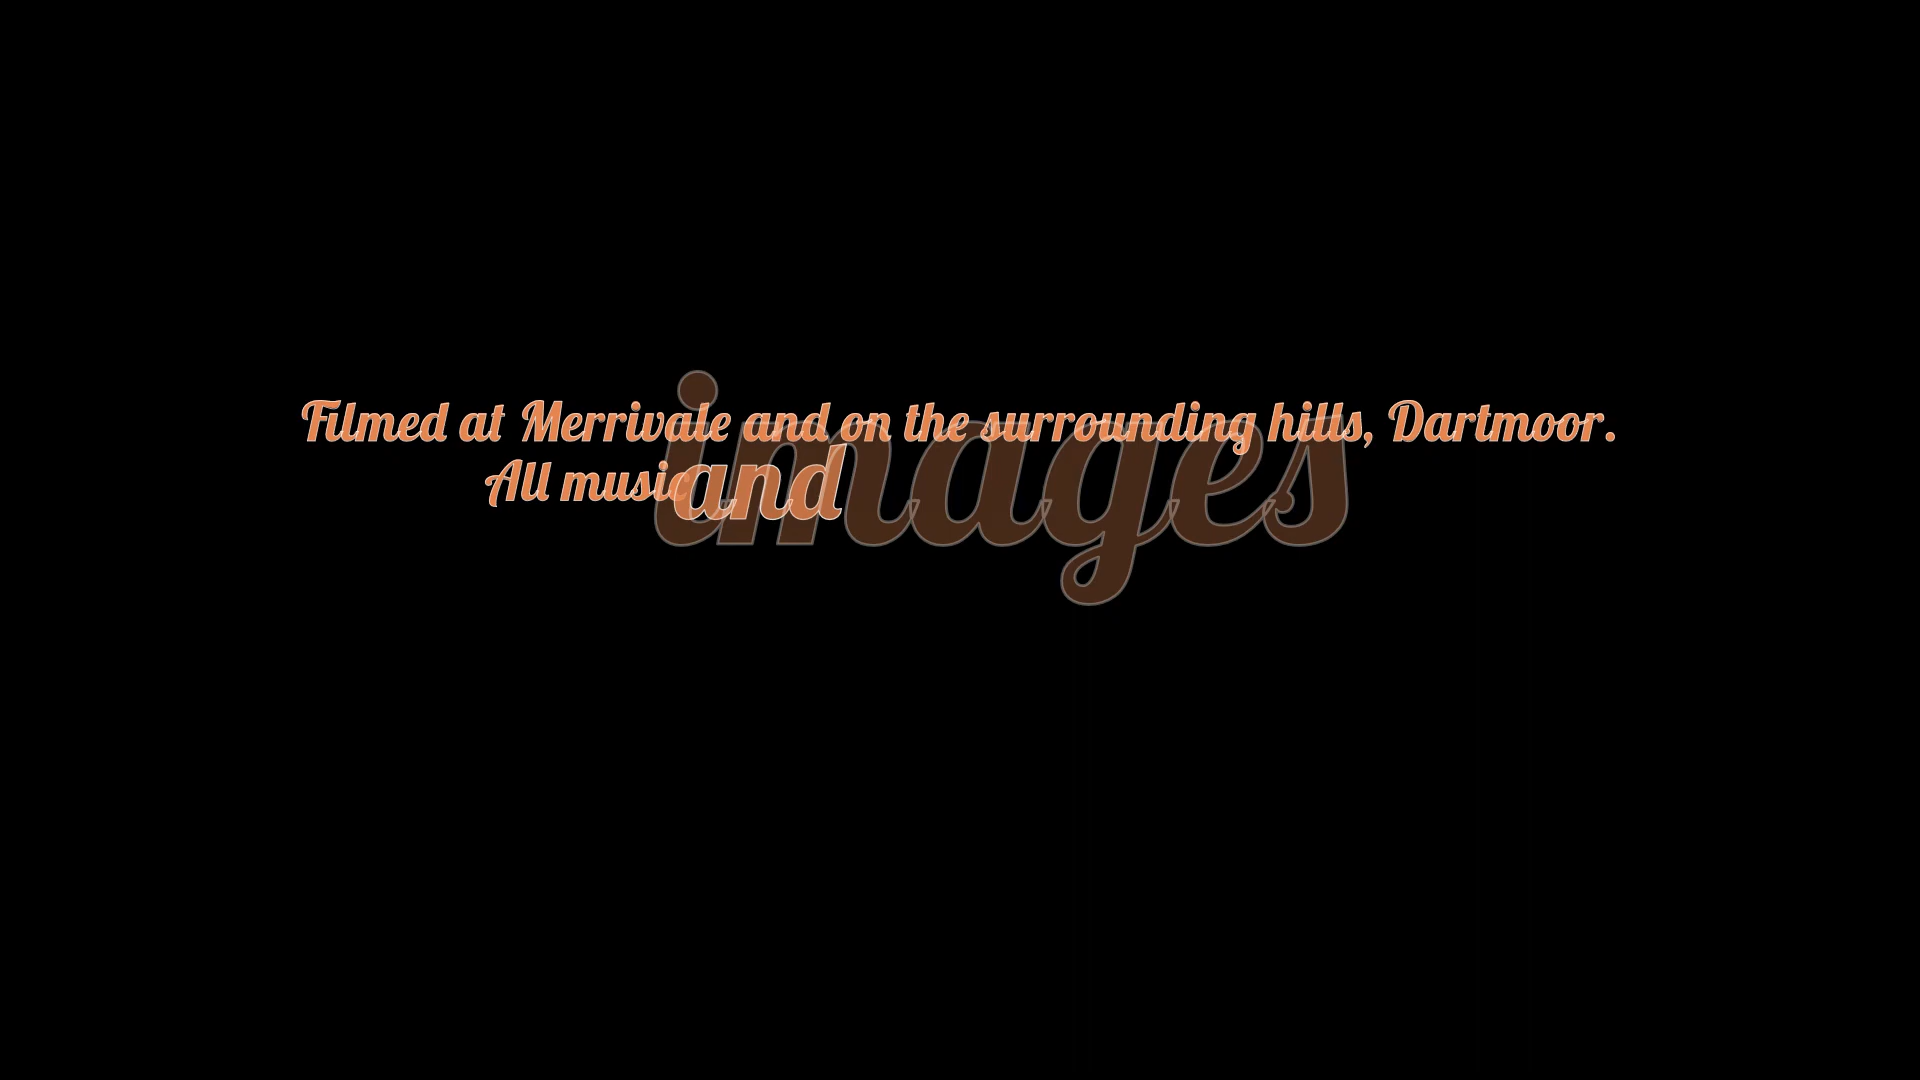 Filmed at Merrivale and on the surrounding hills, Dartmoor.
All music and images